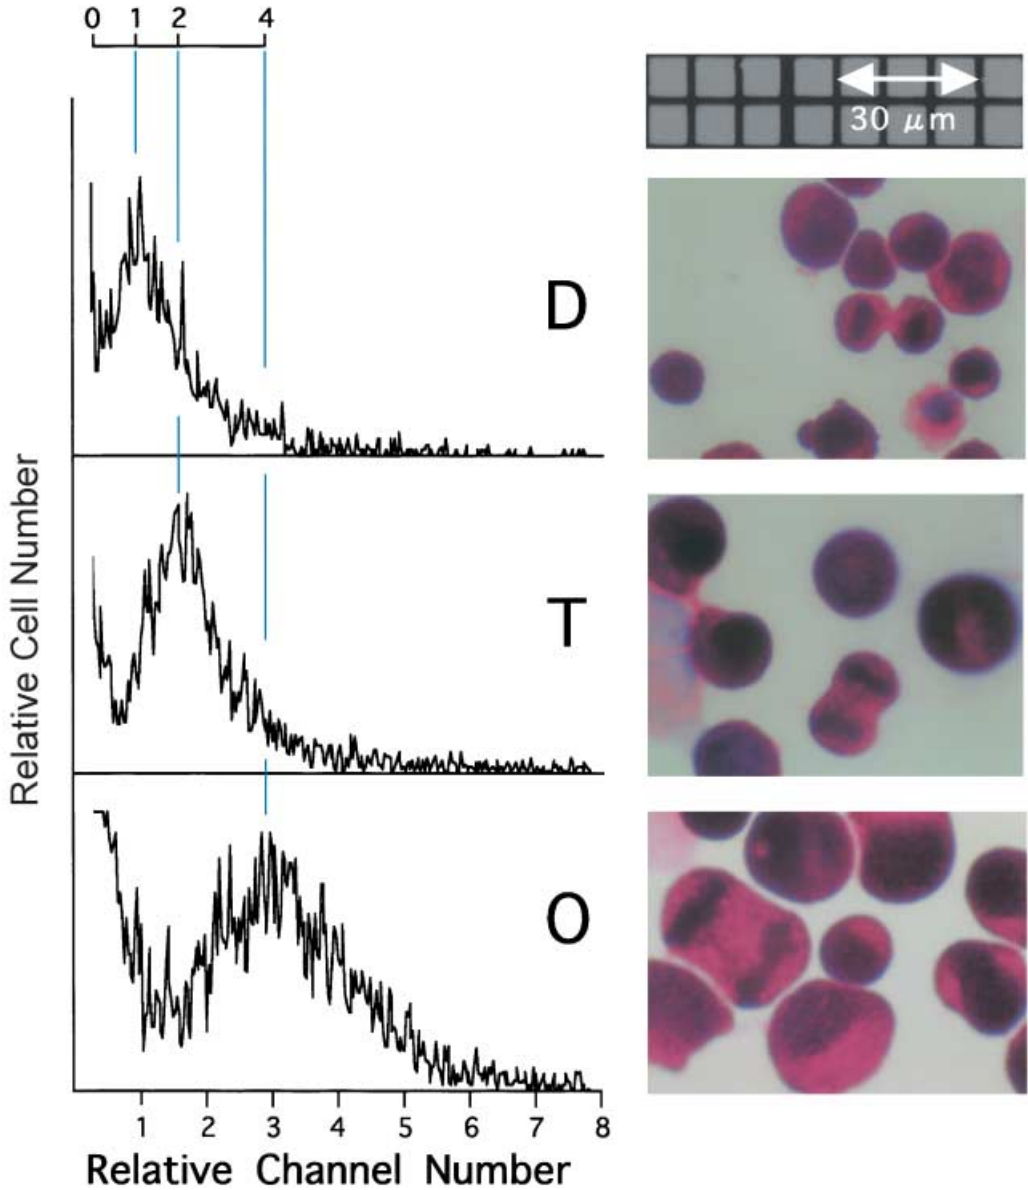 0 1 2 4
30 μm
D
T
O
Relative Cell Number
1 2 3 4 5 6 7 8
Relative Channel Number